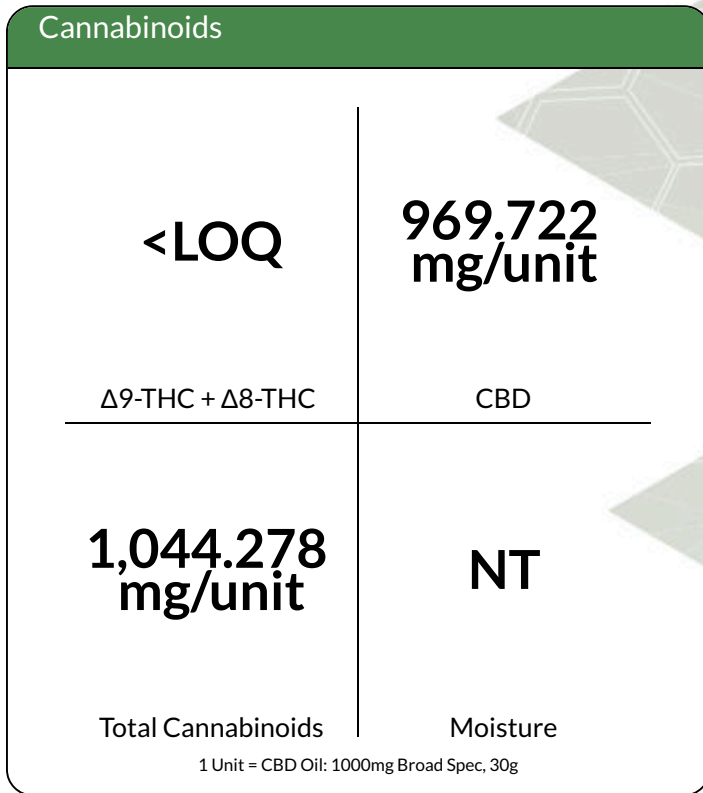 Cannabinoids
<LOQ
Δ9-THC + Δ8-THC
969.722
mg/unit
CBD
1,044.278
mg/unit
Total Cannabinoids
NT
Moisture
1 Unit = CBD Oil: 1000mg Broad Spec, 30g